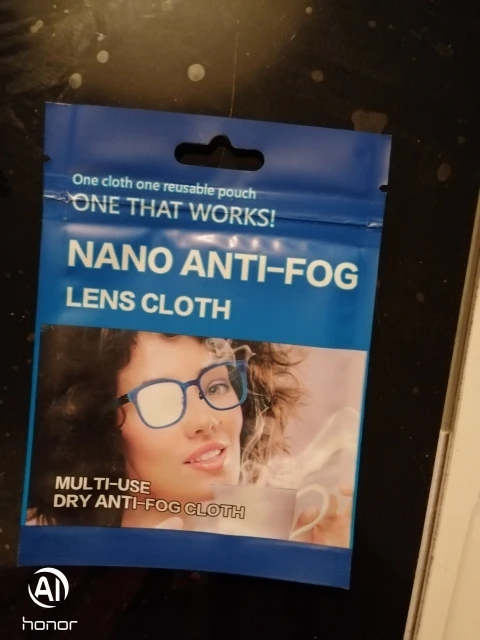 One cloth one reusable pouch
ONE THAT WORKS!
NANO ANTI-FOG
LENS CLOTH
MULTI-USE
DRY ANTI-FOG CLOTH
AI
honor